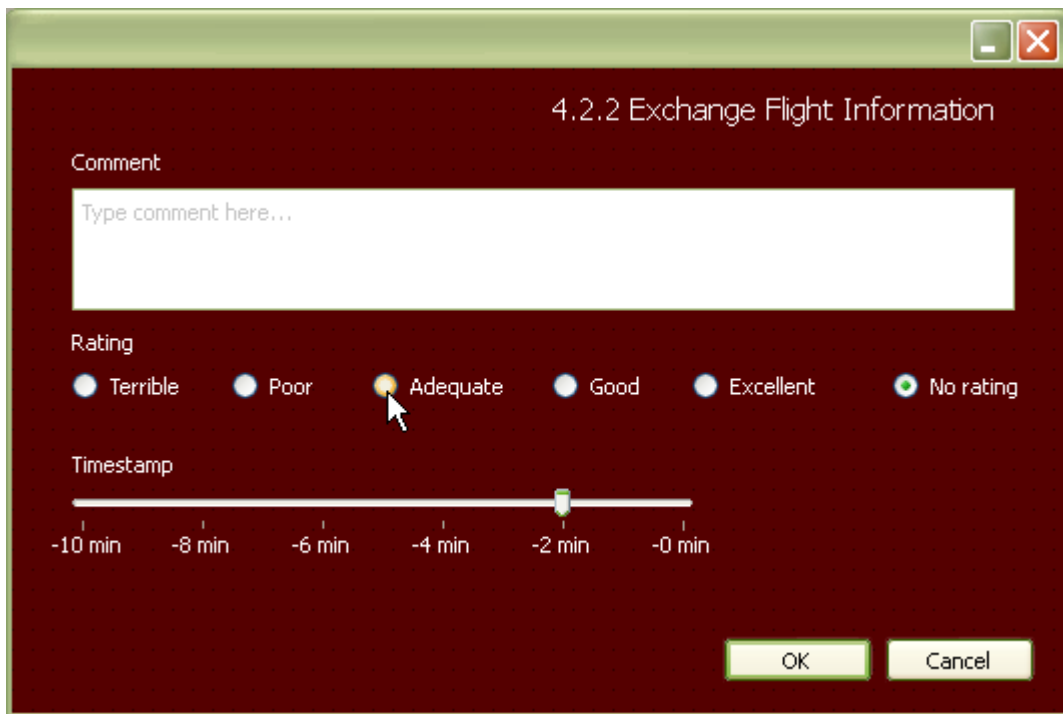 4.2.2 Exchange Flight Information
Comment
Type comment here...
Rating
Terrible Poor Adequate Good Excellent No rating
Timestamp
-10 min -8 min -6 min -4 min -2 min -0 min
OK Cancel